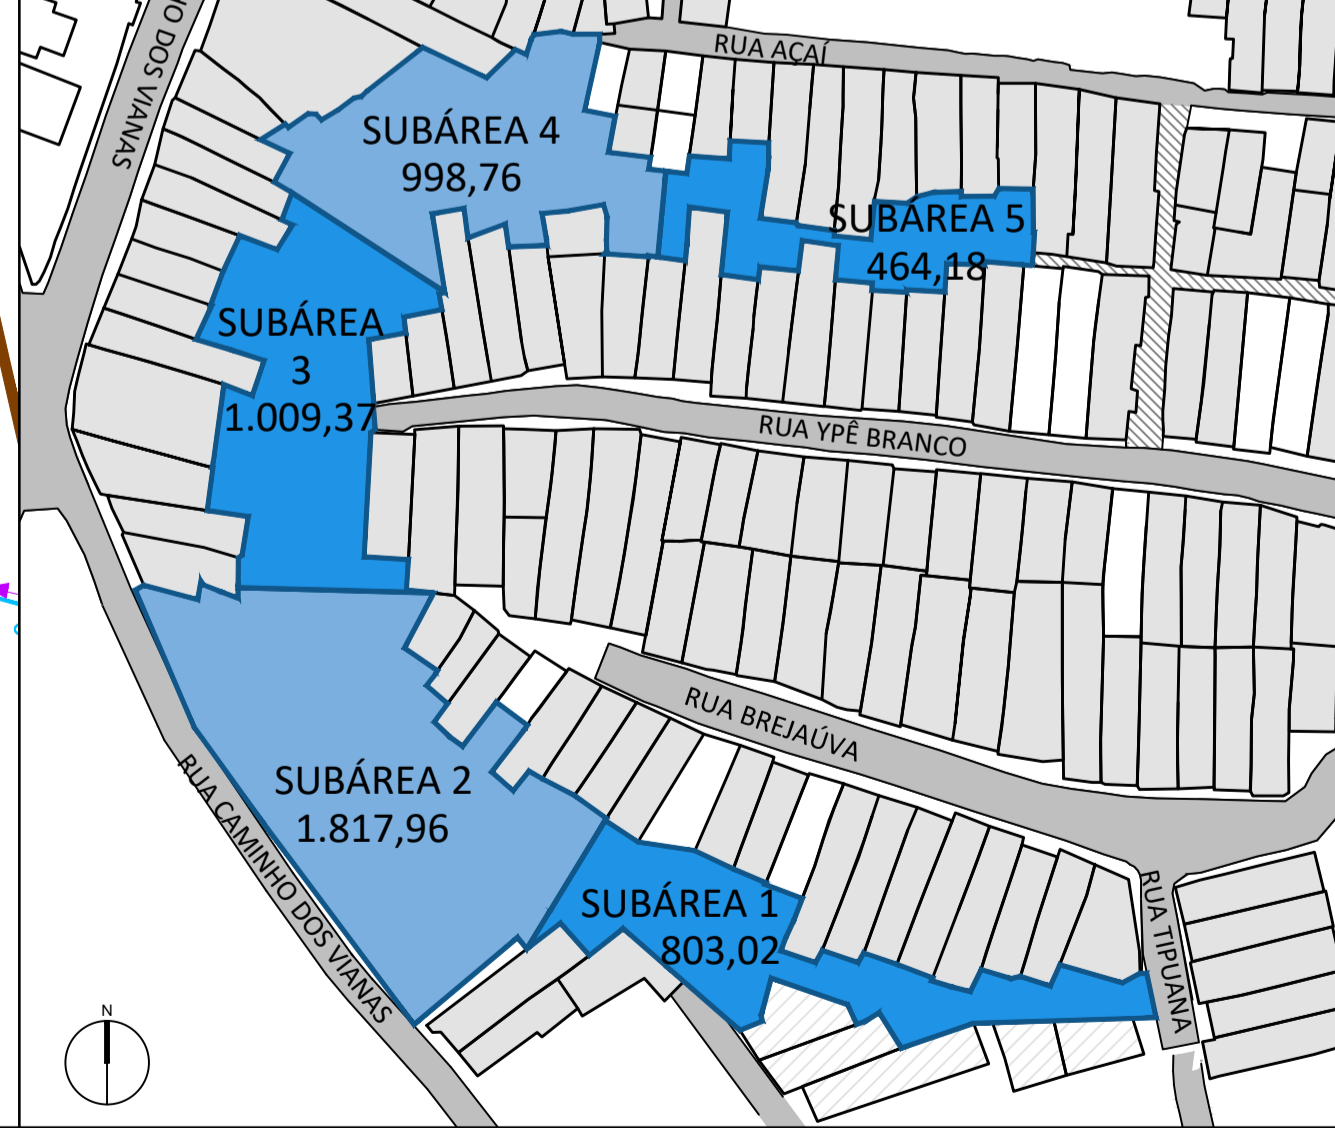 HO DOS VIANAS
RUA AÇAÍ
SUBÁREA 4
998,76
SUBÁREA 5
464,18
SUBÁREA
3
1.009,37
RUA YPÊ BRANCO
RUA BREJAÚVA
SUBÁREA 2
1.817,96
RUA CAMINHO DOS VIANAS
SUBÁREA 1
803,02
RUA TIPUANA
N